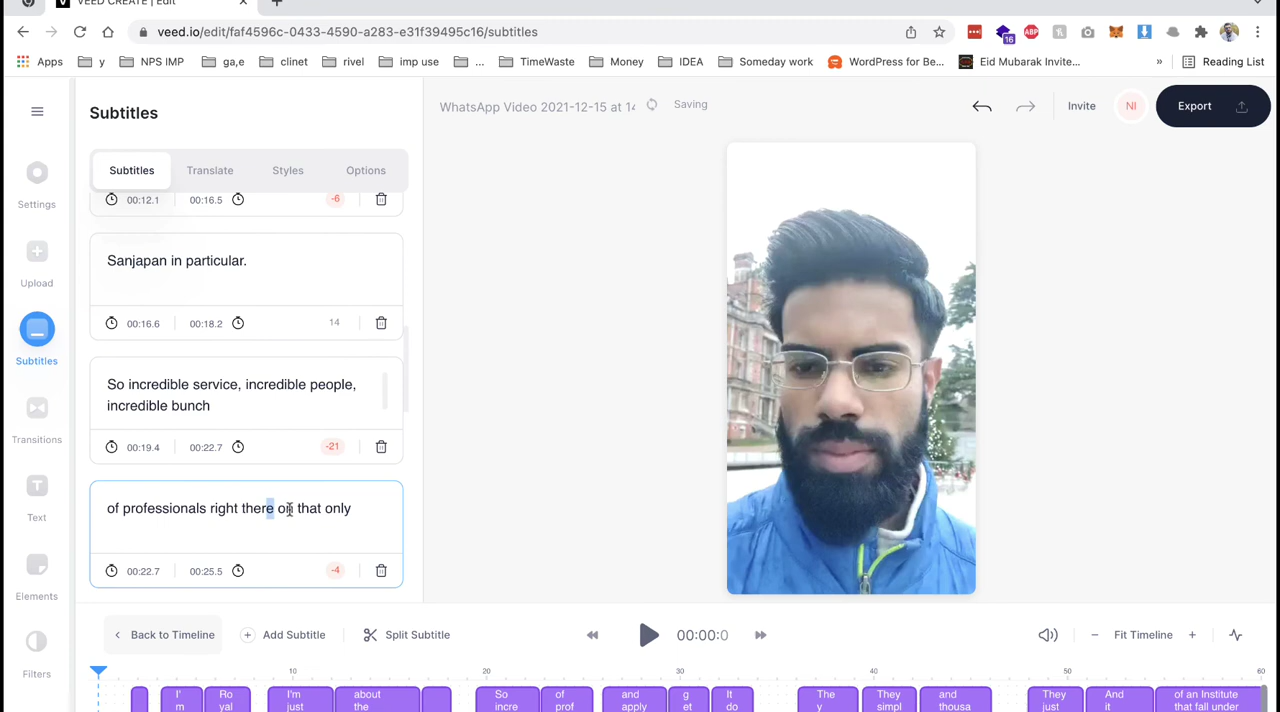 VEED CREATE | Edit
veed.io/edit/faf4596c-0433-4590-a283-e31f39495c16/subtitles
16
ABP
Apps
y
NPS IMP
ga,e
clinet
rivel
imp use
...
TimeWaste
Money
IDEA
Someday work
WordPress for Be...
Eid Mubarak Invite...
»
Reading List
Subtitles
WhatsApp Video 2021-12-15 at 14
Saving
Invite
NI
Export
Subtitles
Translate
Styles
Options
Settings
00:12.1
00:16.5
-6
Sanjapan in particular.
Upload
00:16.6
00:18.2
14
Subtitles
So incredible service, incredible people,
incredible bunch
Transitions
00:19.4
00:22.7
-21
of professionals right there on that only
Text
00:22.7
00:25.5
-4
Elements
Back to Timeline
Add Subtitle
Split Subtitle
00:00:0
Fit Timeline
Filters
10
20
30
40
50
60
I'
m
Ro
yal
I'm
just
about
the
So
incre
of
prof
and
apply
g
et
It
do
The
y
They
simpl
and
thousa
They
just
And
it
of an Institute
that fall under